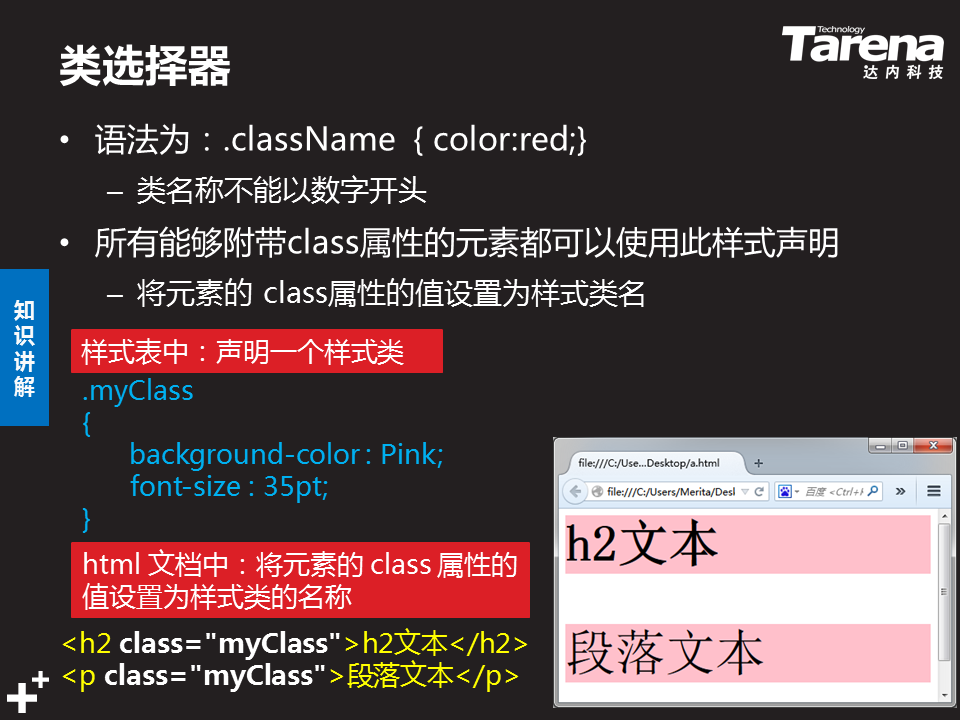 类选择器
Technology
Tarena
达内科技
• 语法为：.className { color:red;}
– 类名称不能以数字开头
• 所有能够附带class属性的元素都可以使用此样式声明
– 将元素的 class属性的值设置为样式类名
知识讲解
样式表中：声明一个样式类
.myClass
{
background-color : Pink;
font-size : 35pt;
}
html 文档中：将元素的 class 属性的
值设置为样式类的名称
<h2 class="myClass">h2文本</h2>
<p class="myClass">段落文本</p>
file:///C:/Use...Desktop/a.html
file:///C:/Users/Merita/Desl
百度 <Ctrl+K
h2文本
段落文本